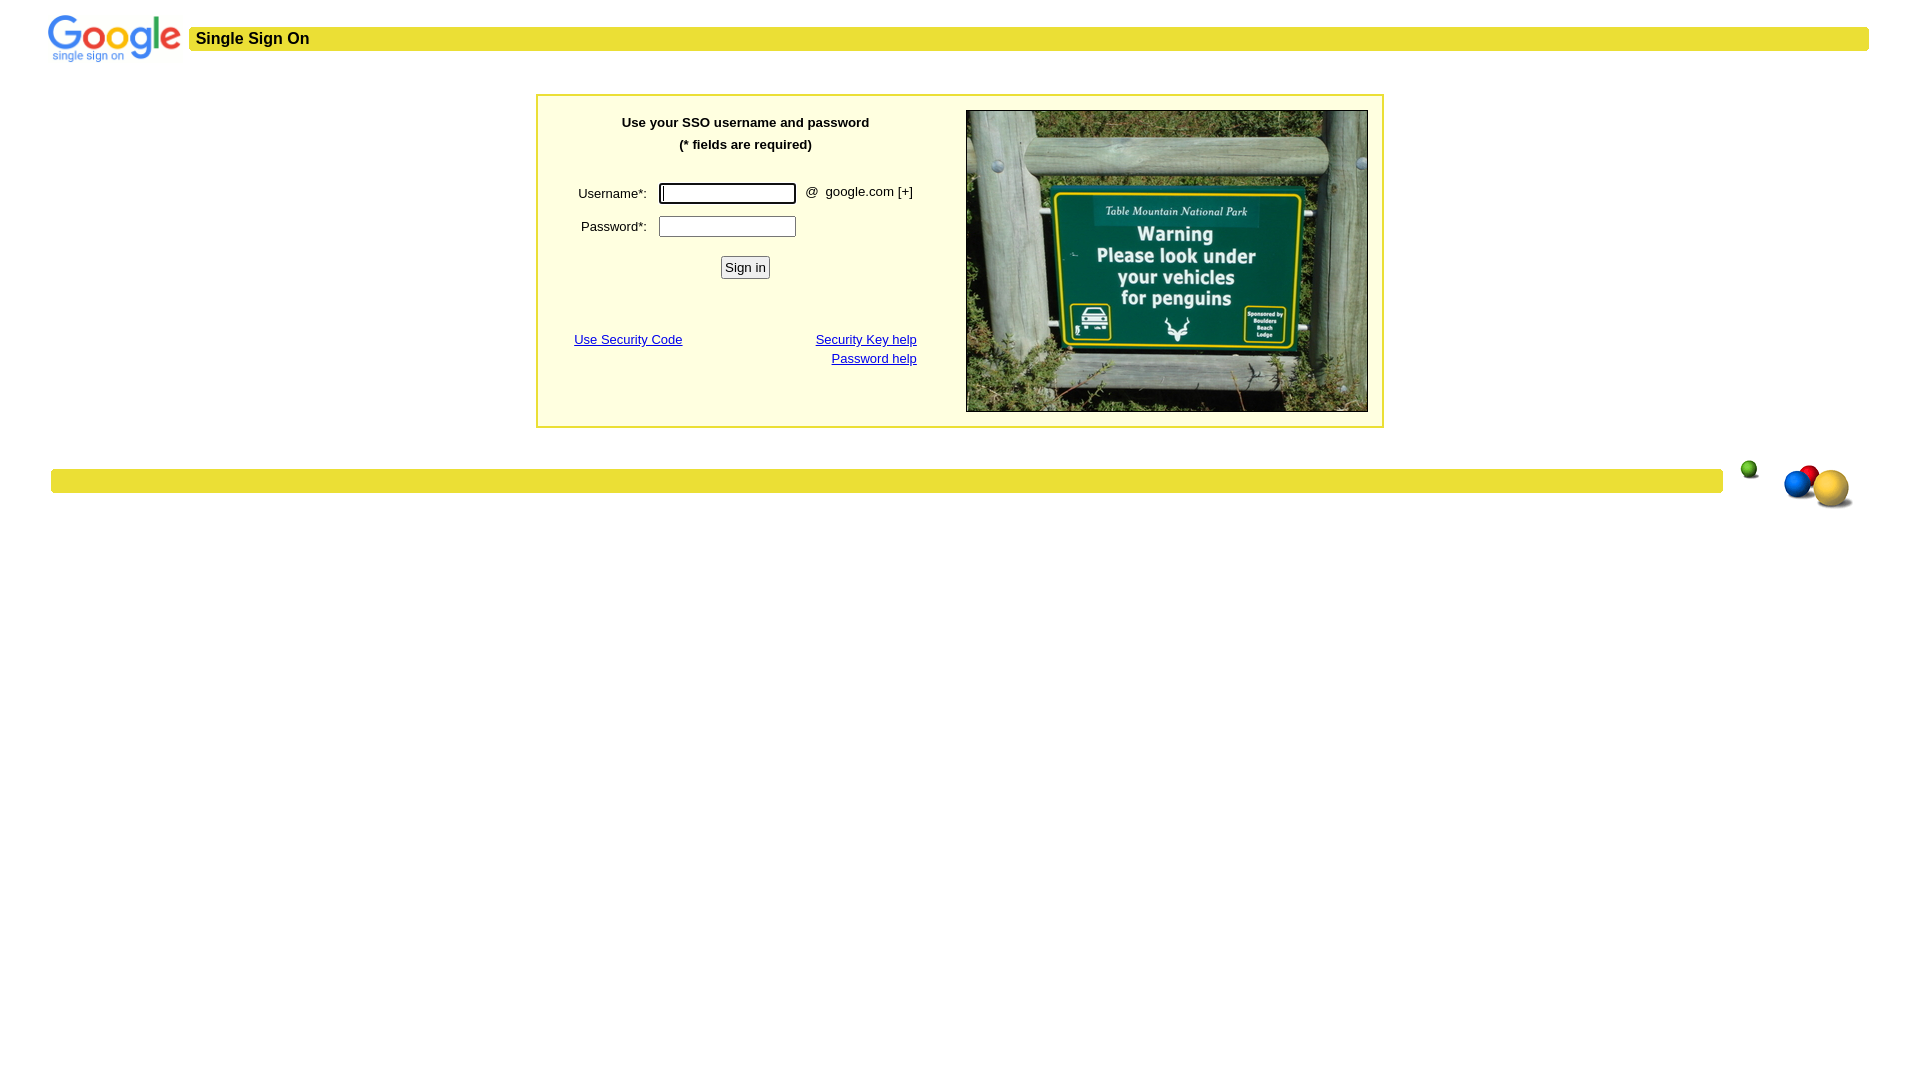 Google
single sign on
Single Sign On
Use your SSO username and password
(* fields are required)
Username*:
@ google.com [+]
Password*:
Sign in
Use Security Code
Security Key help
Password help
Table Mountain National Park
Warning
Please look under
your vehicles
for penguins
Sponsored by
Boulders
Beach
Lodge